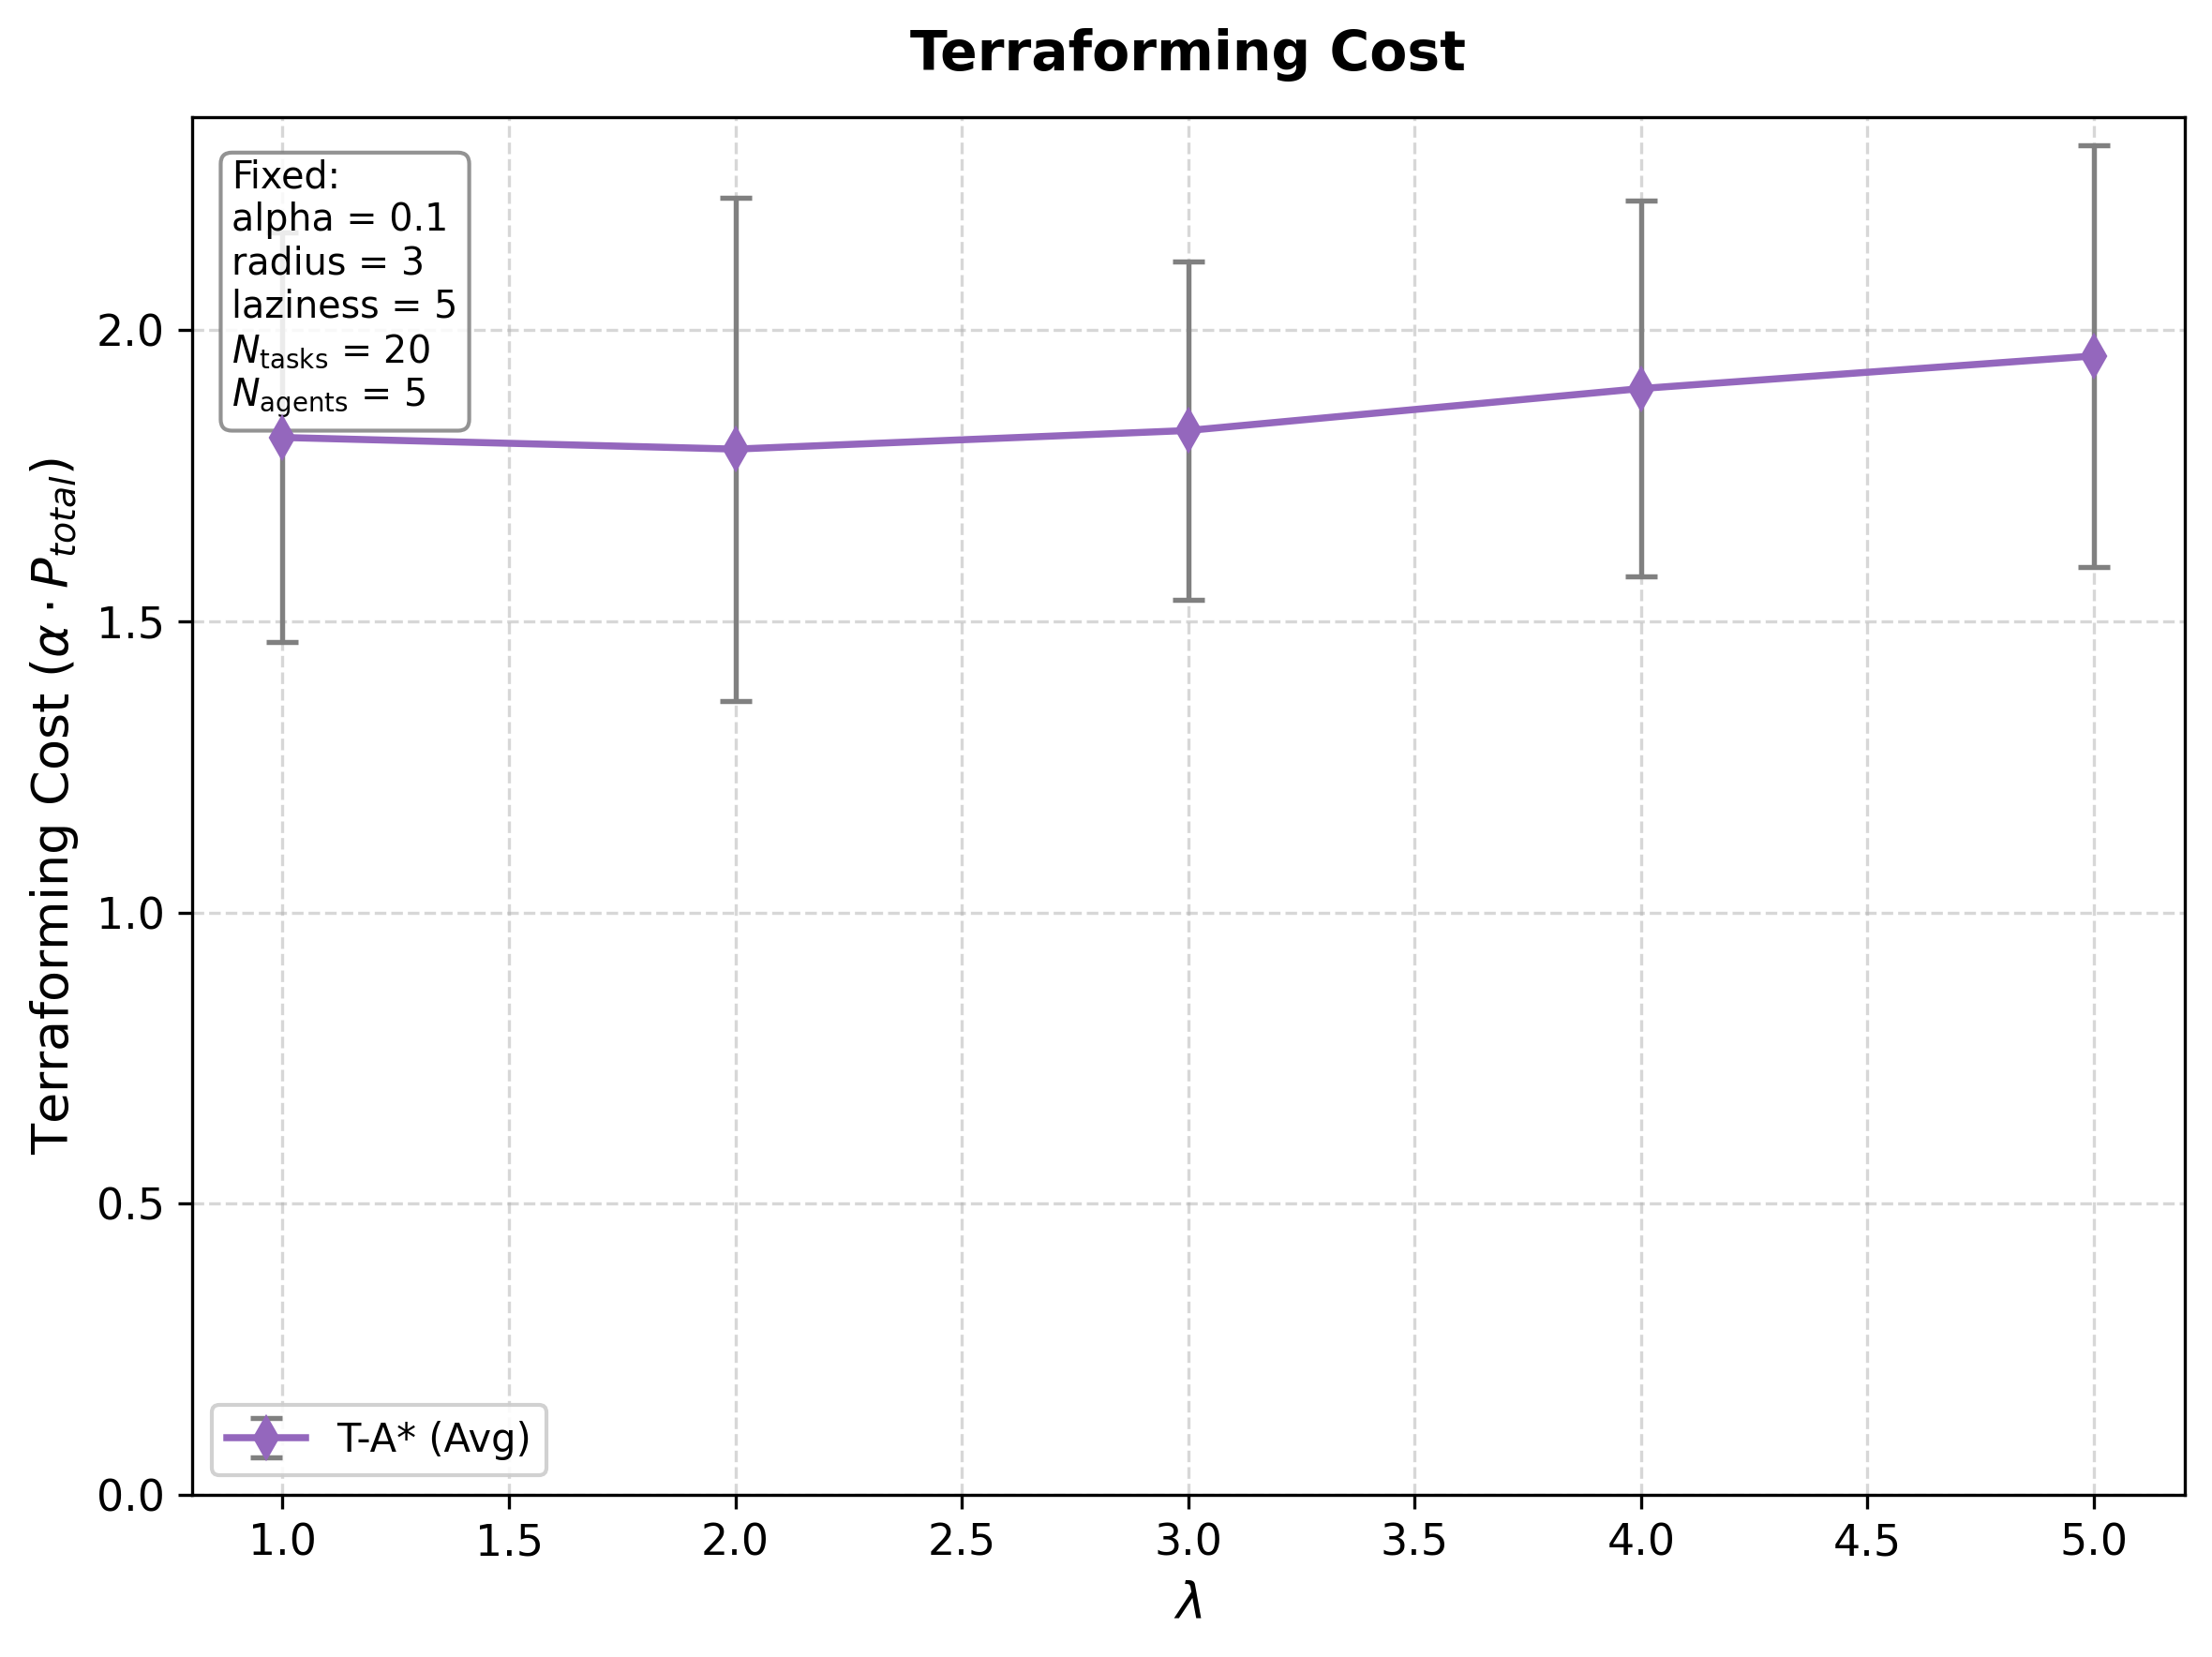 Terraforming Cost
Fixed:
alpha = 0.1
radius = 3
laziness = 5
N_tasks = 20
N_agents = 5
Terraforming Cost (α · P_total)
2.0
1.5
1.0
0.5
0.0
T-A* (Avg)
1.0 1.5 2.0 2.5 3.0 3.5 4.0 4.5 5.0
λ